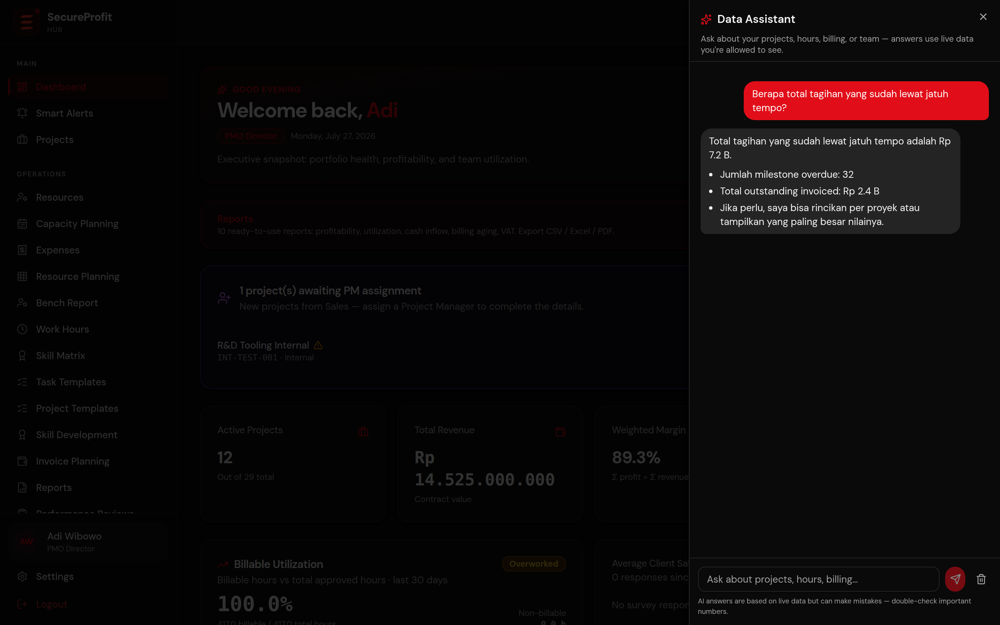 SecureProfit
HUB
MAIN
Dashboard
Smart Alerts
Projects
OPERATIONS
Resources
Capacity Planning
Expenses
Resource Planning
Bench Report
Work Hours
Skill Matrix
Task Templates
Project Templates
Skill Development
Invoice Planning
Reports
Performance Reviews
AW
Adi Wibowo
PMO Director
Settings
Logout
GOOD EVENING
Welcome back, Adi
PMO Director
Monday, July 27, 2026
Executive snapshot: portfolio health, profitability, and team utilization.
Reports
10 ready-to-use reports: profitability, utilization, cash inflow, billing aging, VAT. Export CSV / Excel / PDF.
1 project(s) awaiting PM assignment
New projects from Sales — assign a Project Manager to complete the details.
R&D Tooling Internal
INT-TEST-001 · Internal
Active Projects
12
Out of 29 total
Total Revenue
Rp
14.525.000.000
Contract value
Weighted Margin
89.3%
Σ profit ÷ Σ revenue
Billable Utilization
Overworked
Billable hours vs total approved hours · last 30 days
100.0%
Non-billable
417.0 billable / 417.0 total hours
0.0 h
Average Client
0 responses
No survey
Data Assistant
Ask about your projects, hours, billing, or team — answers use live data
you're allowed to see.
Berapa total tagihan yang sudah lewat jatuh
tempo?
Total tagihan yang sudah lewat jatuh tempo adalah Rp
7.2 B.
• Jumlah milestone overdue: 32
• Total outstanding invoiced: Rp 2.4 B
• Jika perlu, saya bisa rincikan per proyek atau
tampilkan yang paling besar nilainya.
Ask about projects, hours, billing...
AI answers are based on live data but can make mistakes — double-check important
numbers.